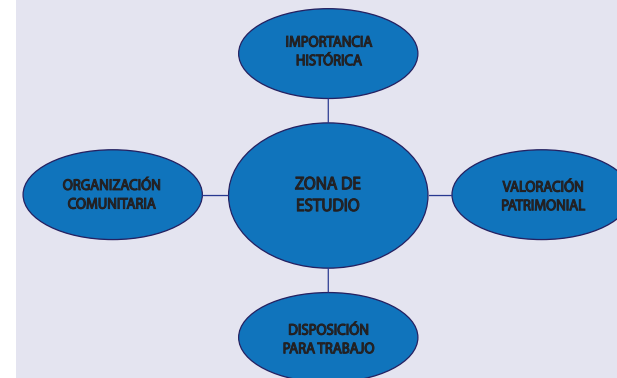 IMPORTANCIA
HISTÓRICA
ORGANIZACIÓN
COMUNITARIA
ZONA DE
ESTUDIO
VALORACIÓN
PATRIMONIAL
DISPOSICIÓN
PARA TRABAJO